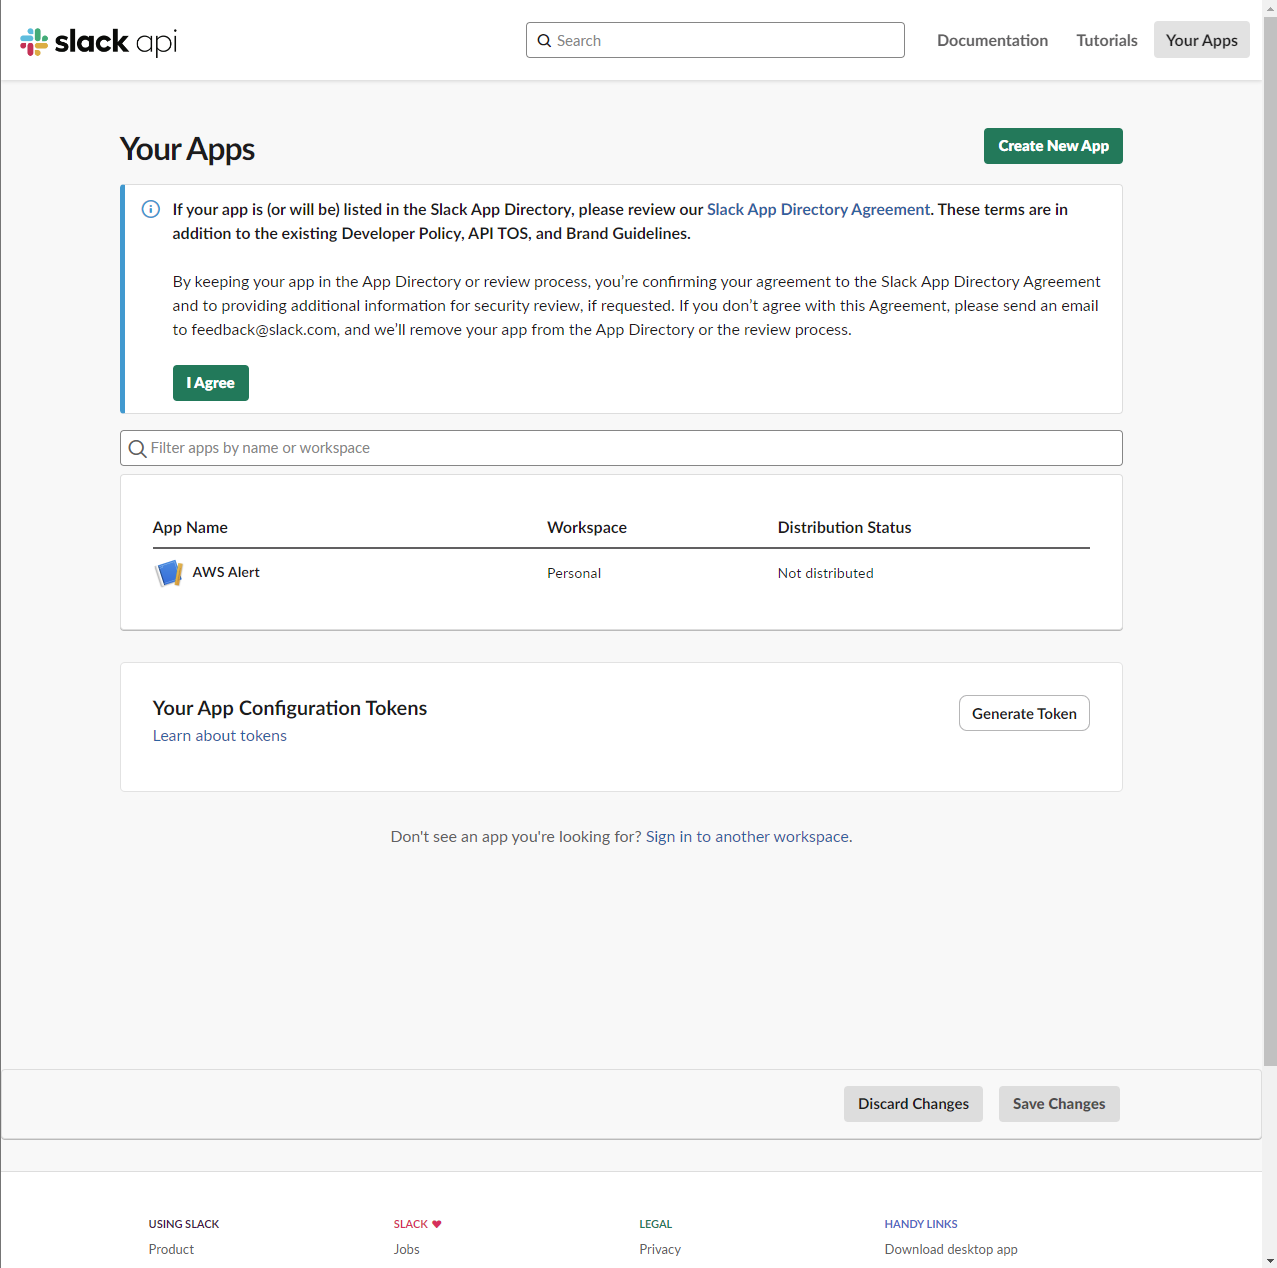 slack api
Search
Documentation
Tutorials
Your Apps
Your Apps
Create New App
If your app is (or will be) listed in the Slack App Directory, please review our Slack App Directory Agreement. These terms are in
addition to the existing Developer Policy, API TOS, and Brand Guidelines.
By keeping your app in the App Directory or review process, you’re confirming your agreement to the Slack App Directory Agreement
and to providing additional information for security review, if requested. If you don’t agree with this Agreement, please send an email
to feedback@slack.com, and we’ll remove your app from the App Directory or the review process.
I Agree
Filter apps by name or workspace
App Name
Workspace
Distribution Status
AWS Alert
Personal
Not distributed
Your App Configuration Tokens
Generate Token
Learn about tokens
Don't see an app you're looking for? Sign in to another workspace.
Discard Changes
Save Changes
USING SLACK
SLACK
LEGAL
HANDY LINKS
Product
Jobs
Privacy
Download desktop app